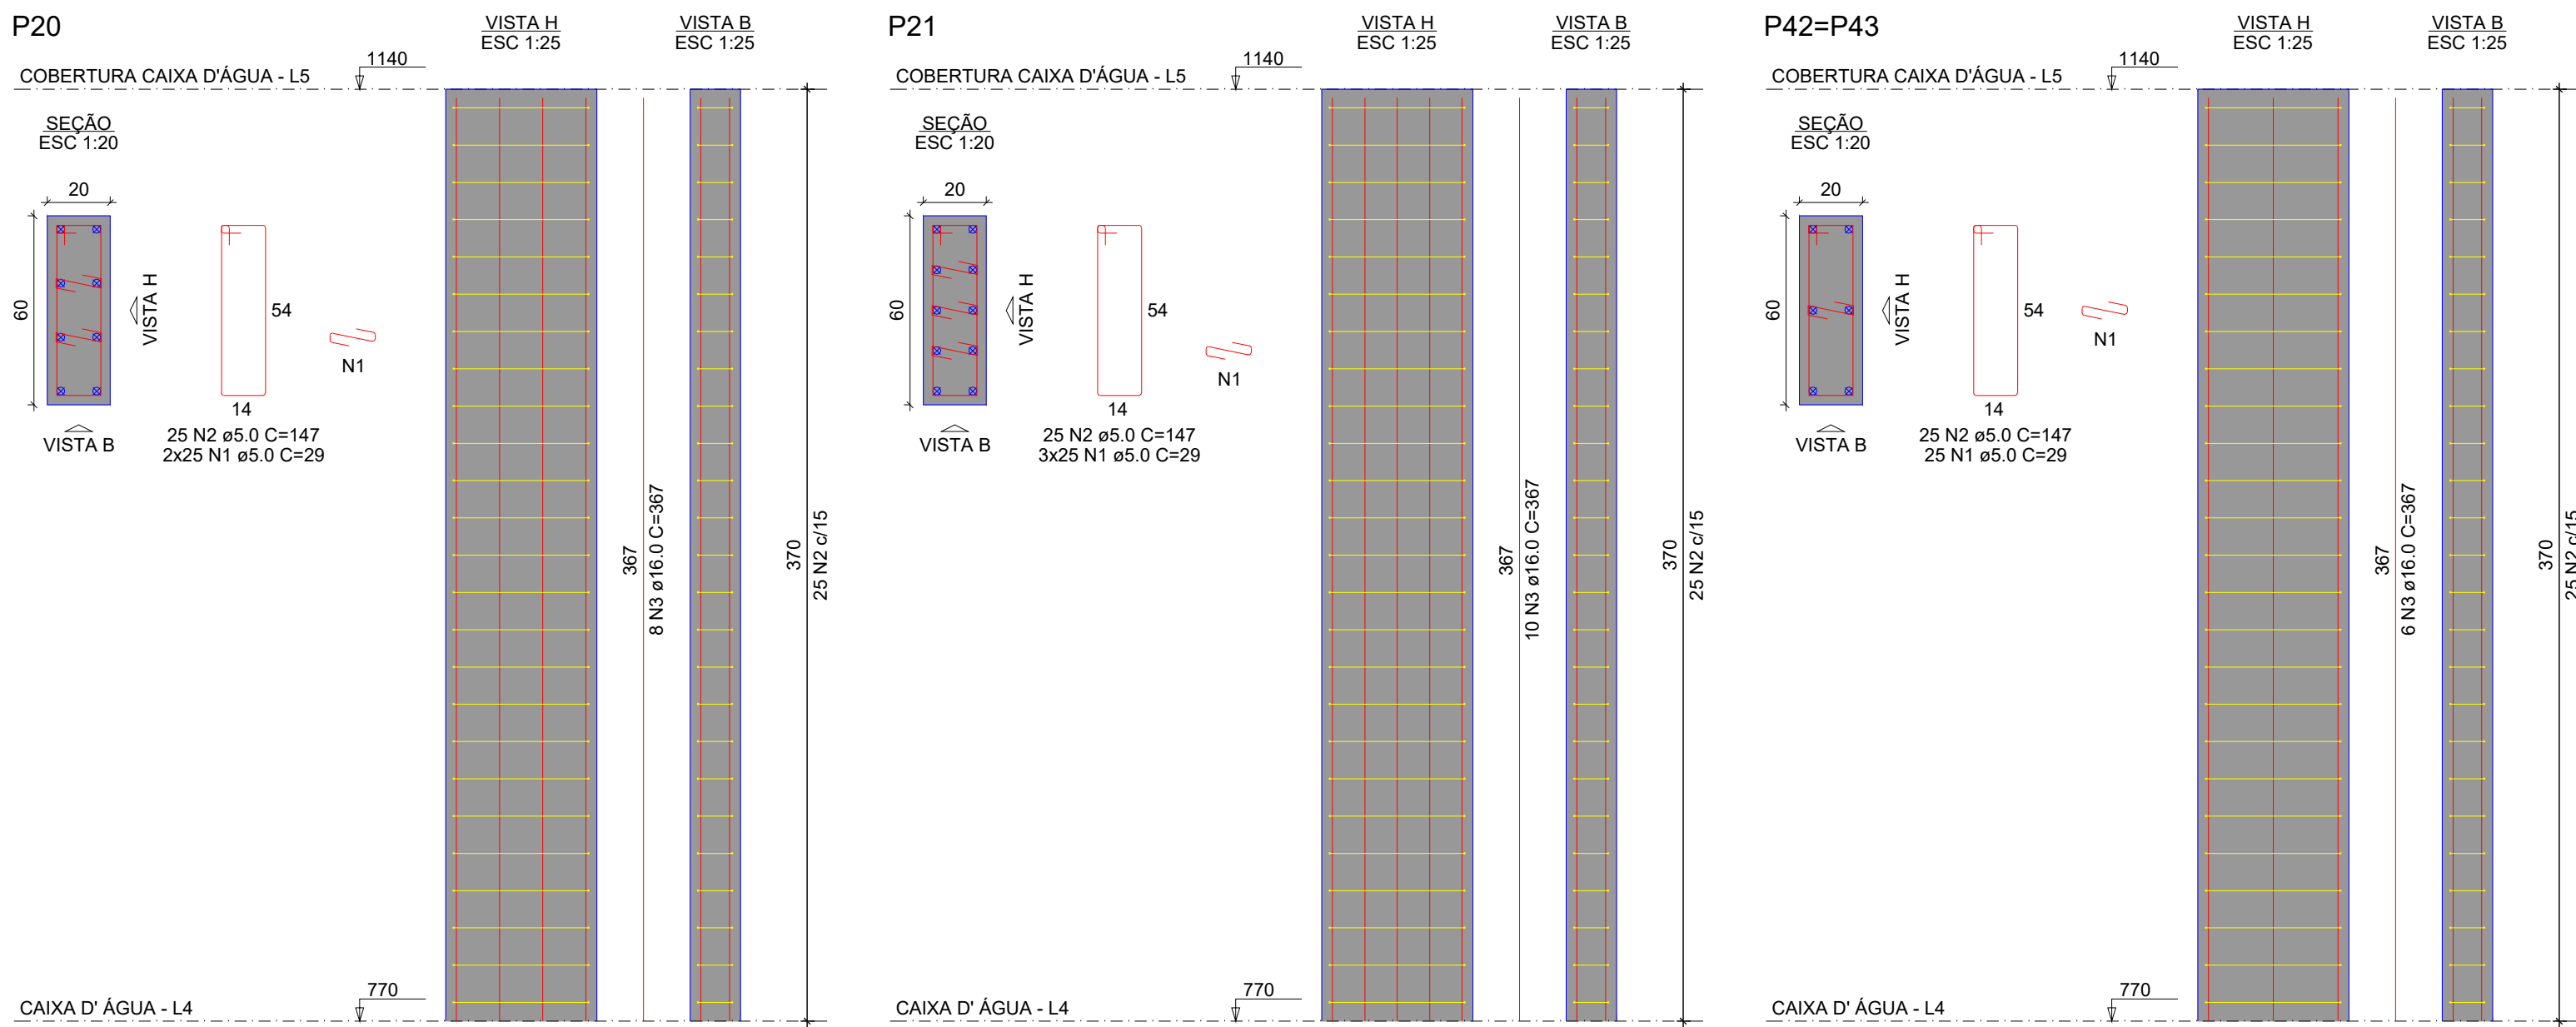 P20
VISTA H
ESC 1:25
VISTA B
ESC 1:25
COBERTURA CAIXA D'ÁGUA - L5
1140
SEÇÃO
ESC 1:20
20
60
VISTA H
VISTA B
54
14
N1
25 N2 ø5.0 C=147
2x25 N1 ø5.0 C=29
367
8 N3 ø16.0 C=367
370
25 N2 c/15
CAIXA D' ÁGUA - L4
770
P21
VISTA H
ESC 1:25
VISTA B
ESC 1:25
COBERTURA CAIXA D'ÁGUA - L5
1140
SEÇÃO
ESC 1:20
20
60
VISTA H
VISTA B
54
14
N1
25 N2 ø5.0 C=147
3x25 N1 ø5.0 C=29
367
10 N3 ø16.0 C=367
370
25 N2 c/15
CAIXA D' ÁGUA - L4
770
P42=P43
VISTA H
ESC 1:25
VISTA B
ESC 1:25
COBERTURA CAIXA D'ÁGUA - L5
1140
SEÇÃO
ESC 1:20
20
60
VISTA H
VISTA B
54
14
N1
25 N2 ø5.0 C=147
25 N1 ø5.0 C=29
367
6 N3 ø16.0 C=367
370
25 N2 c/15
CAIXA D' ÁGUA - L4
770